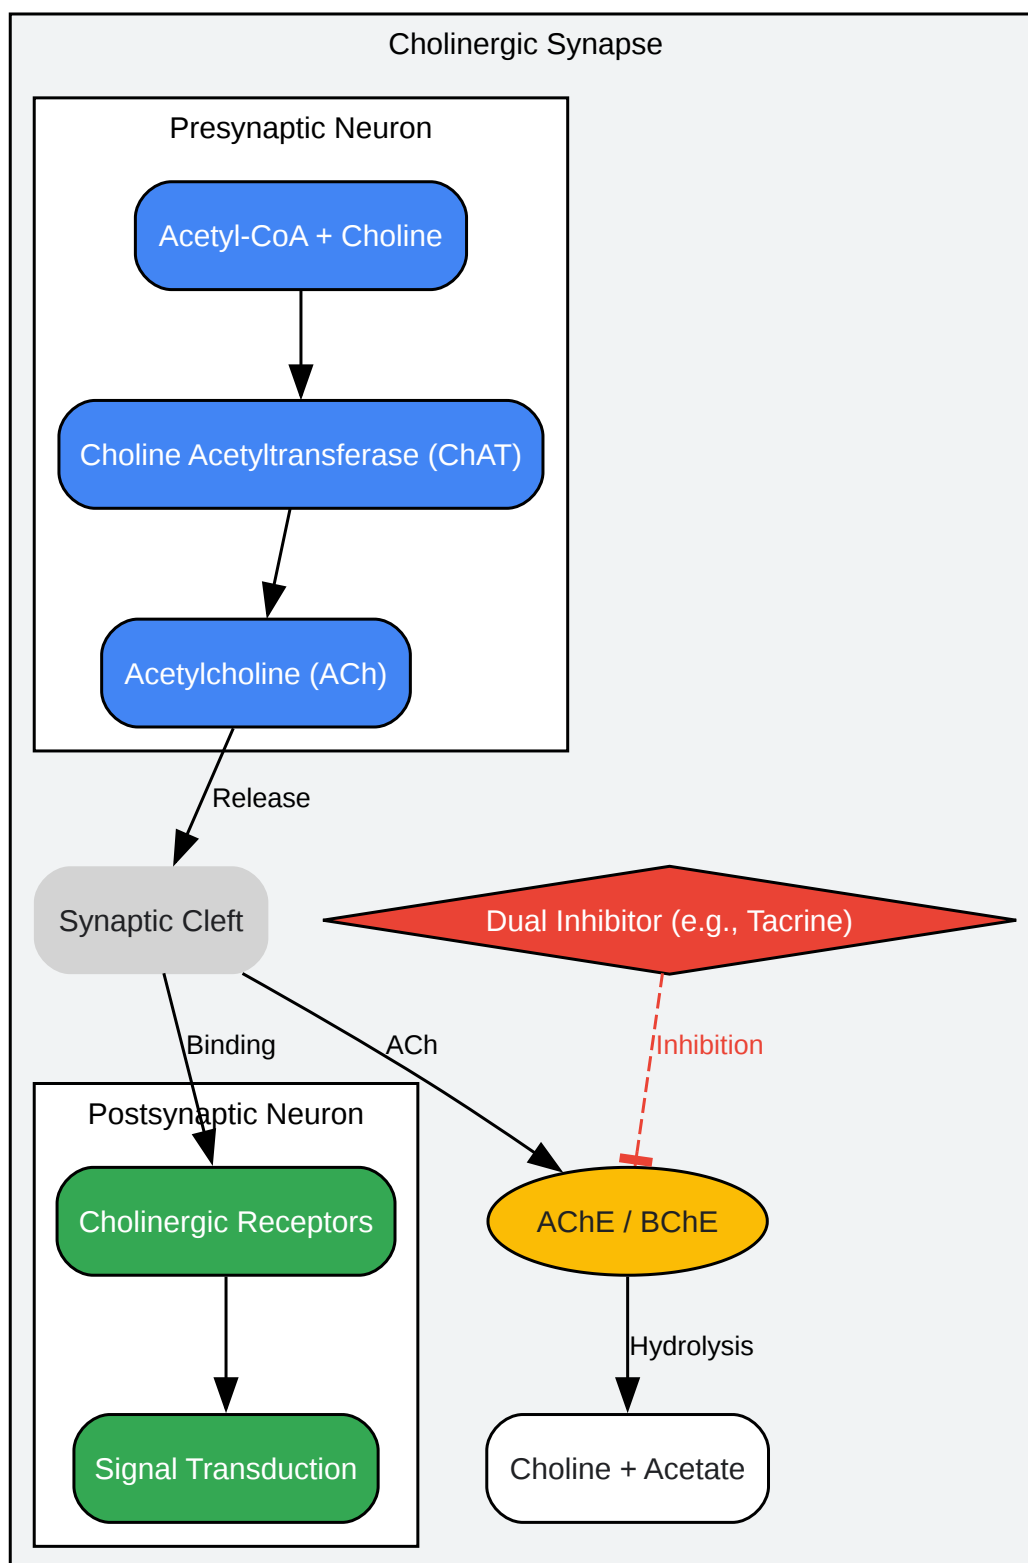 Cholinergic Synapse
Presynaptic Neuron
Acetyl-CoA + Choline
Choline Acetyltransferase (ChAT)
Acetylcholine (ACh)
Release
Synaptic Cleft
Dual Inhibitor (e.g., Tacrine)
Binding
ACh
Inhibition
Postsynaptic Neuron
Cholinergic Receptors
AChE / BChE
Hydrolysis
Signal Transduction
Choline + Acetate